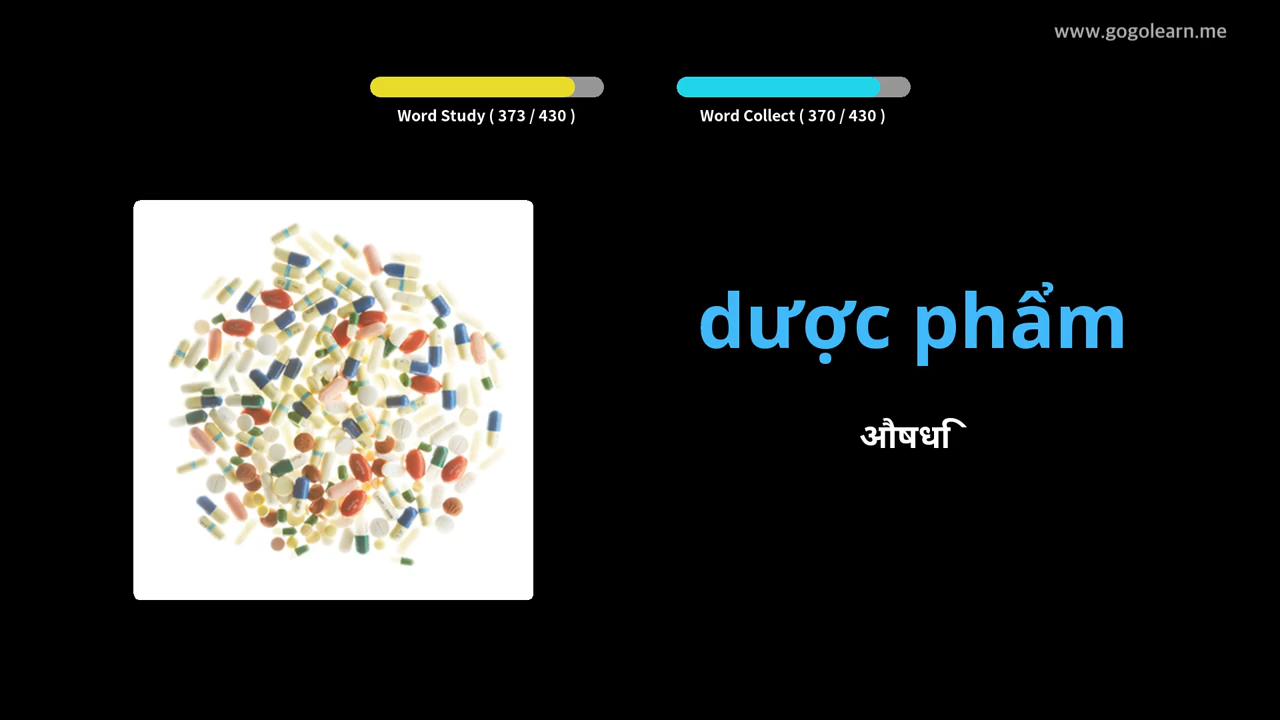 www.gogolearn.me
Word Study ( 373 / 430 )
Word Collect ( 370 / 430 )
dược phẩm
औषधि